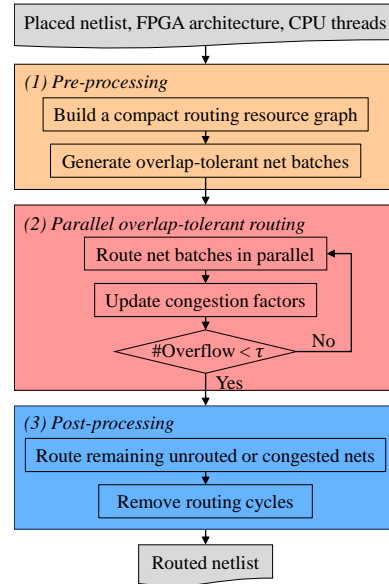 Placed netlist, FPGA architecture, CPU threads
(1) Pre-processing
Build a compact routing resource graph
Generate overlap-tolerant net batches
(2) Parallel overlap-tolerant routing
Route net batches in parallel
Update congestion factors
#Overflow < τ
No
Yes
(3) Post-processing
Route remaining unrouted or congested nets
Remove routing cycles
Routed netlist